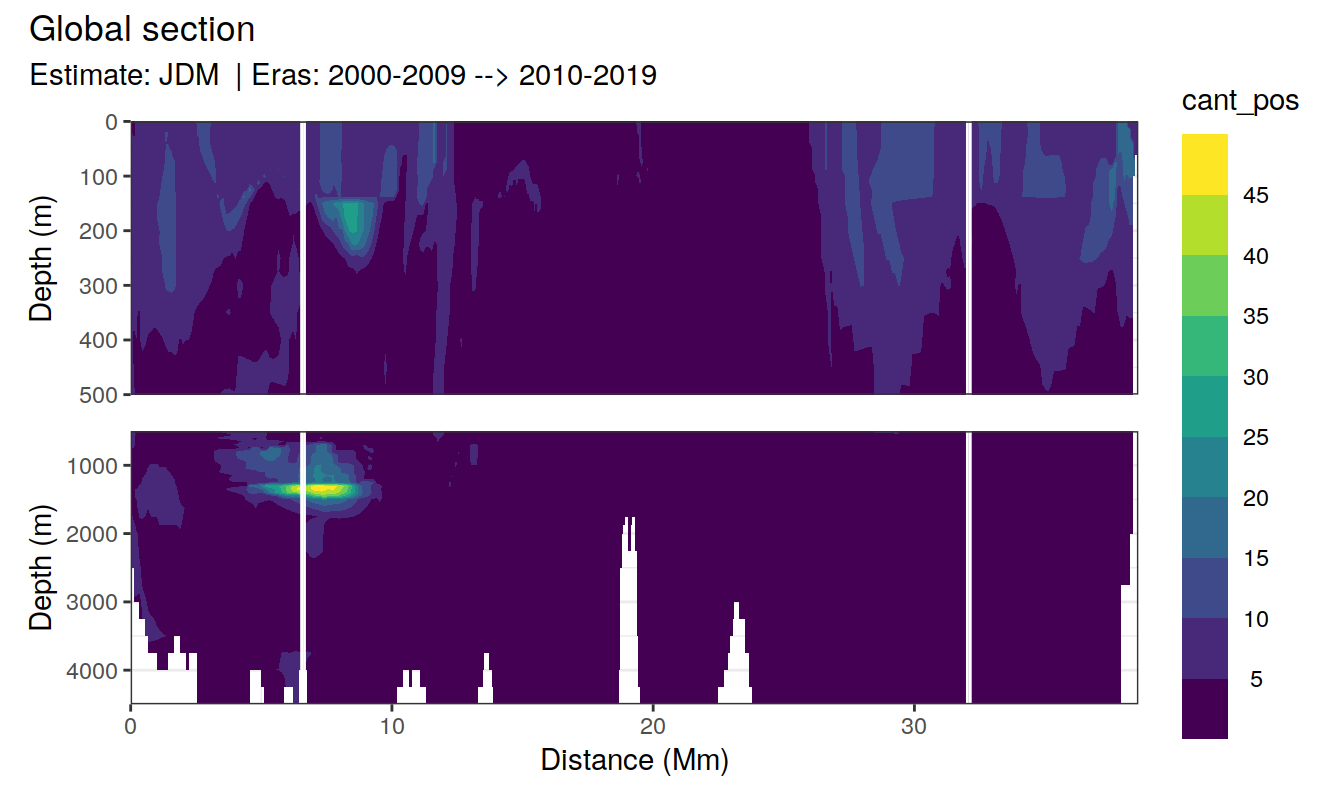 Global section
Estimate: JDM | Eras: 2000-2009 --> 2010-2019
cant_pos
45
40
35
30
25
20
15
10
5
Depth (m)
0
100
200
300
400
500
Depth (m)
1000
2000
3000
4000
0 10 20 30
Distance (Mm)